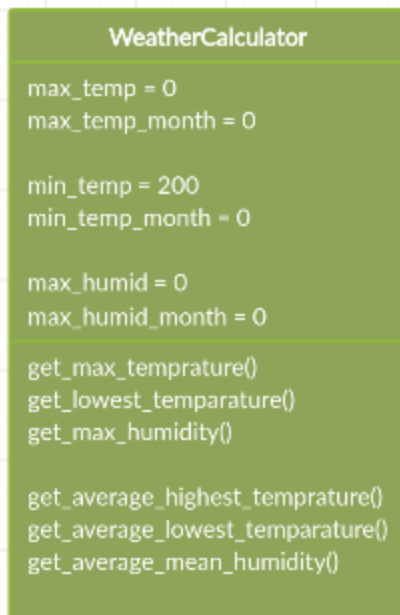 WeatherCalculator
max_temp = 0
max_temp_month = 0
min_temp = 200
min_temp_month = 0
max_humid = 0
max_humid_month = 0
get_max_temprature()
get_lowest_temparature()
get_max_humidity()
get_average_highest_temprature()
get_average_lowest_temparature()
get_average_mean_humidity()